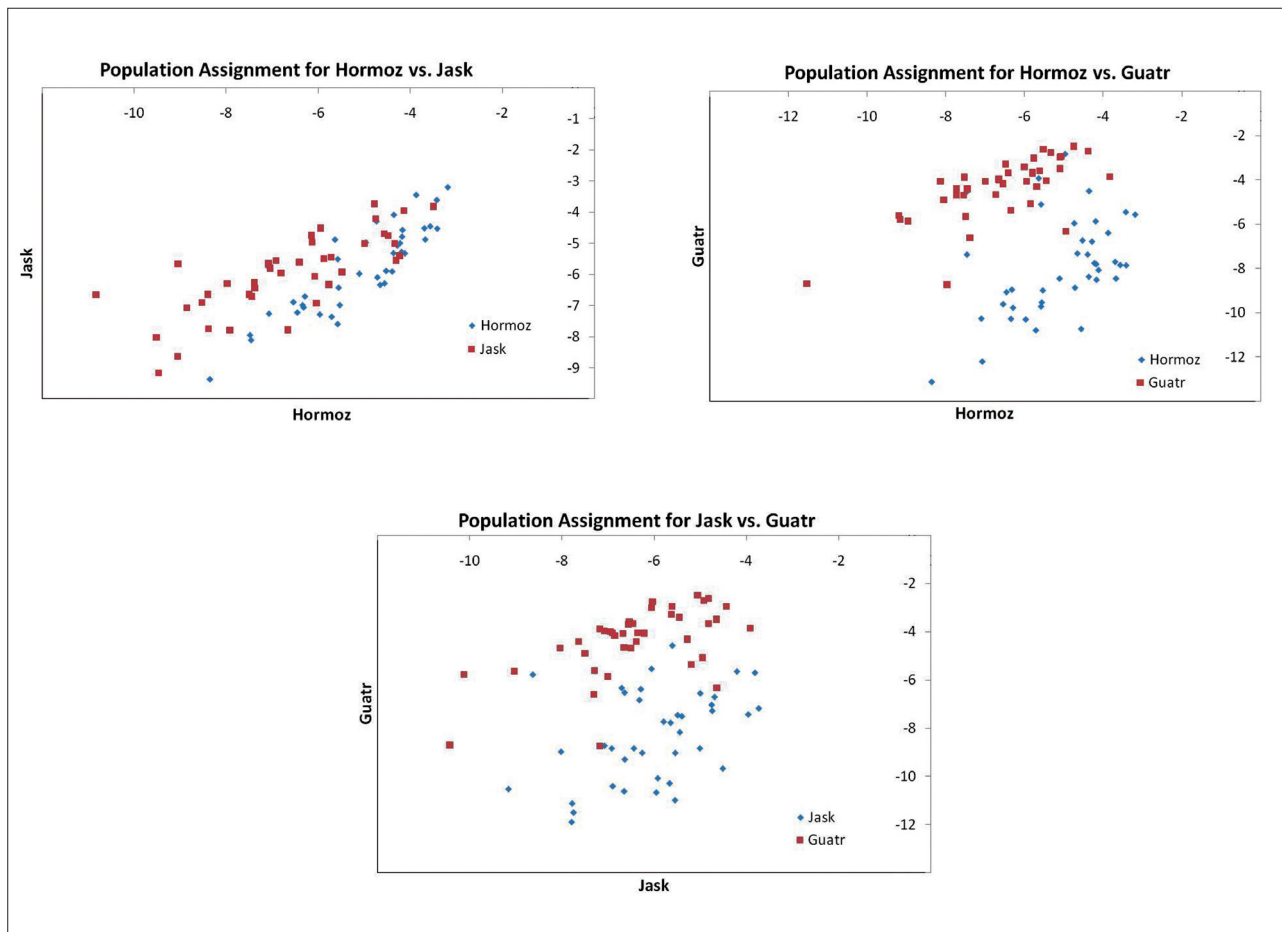 Population Assignment for Hormoz vs. Jask
-10 -8 -6 -4 -2
-1
-2
-3
-4
-5
-6
-7
-8
-9
Jask
Hormoz
Jask
Hormoz
Population Assignment for Hormoz vs. Guatr
-12 -10 -8 -6 -4 -2
-2
-4
-6
-8
-10
-12
Guatr
Hormoz
Guatr
Hormoz
Population Assignment for Jask vs. Guatr
-10 -8 -6 -4 -2
-2
-4
-6
-8
-10
-12
Guatr
Jask
Guatr
Jask